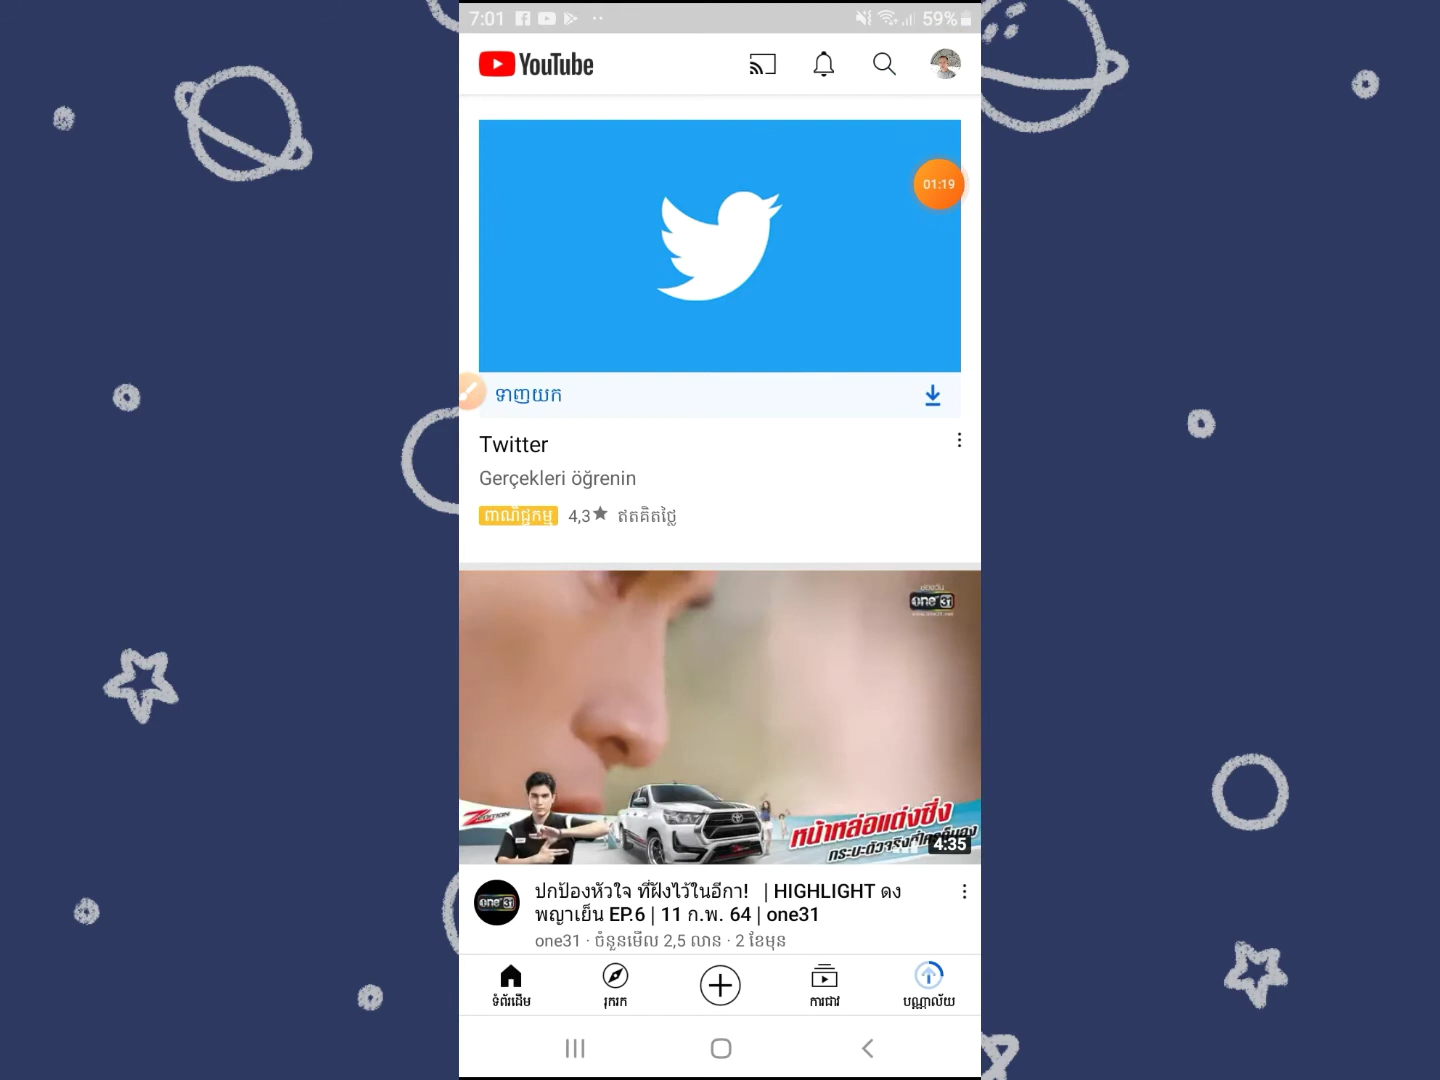 7:01
59%
YouTube
01:19
ទាញយក
Twitter
Gerçekleri öğrenin
ពាណិជ្ជកម្ម 4,3★ ឥតគិតថ្លៃ
one 31
หน้าหล่อแต่งซิ่ง
4:35
one 31
ปกป้องหัวใจ ที่ฝังไว้ในอีกา! | HIGHLIGHT ดง
พญาเย็น EP.6 | 11 ก.พ. 64 | one31
one31 · ចំនួនមើល 2,5 លាន · 2 ខែមុន
ទំព័រដើម
រុករក
ការជាវ
បណ្ណាល័យ